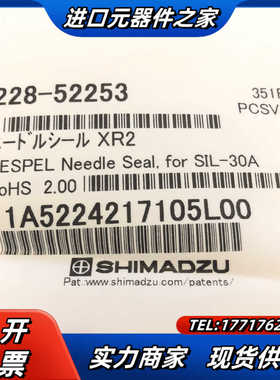 进口元器件之家
228-52253
351
PCSV
ニードルシール XR2
ESPEL Needle Seal, for SIL-30A
oHS 2.00
1A5224217105L00
SHIMADZU
Pat.www.shimadzu.com/patents/
开
票
TEL:1771762
实力商家 现货供